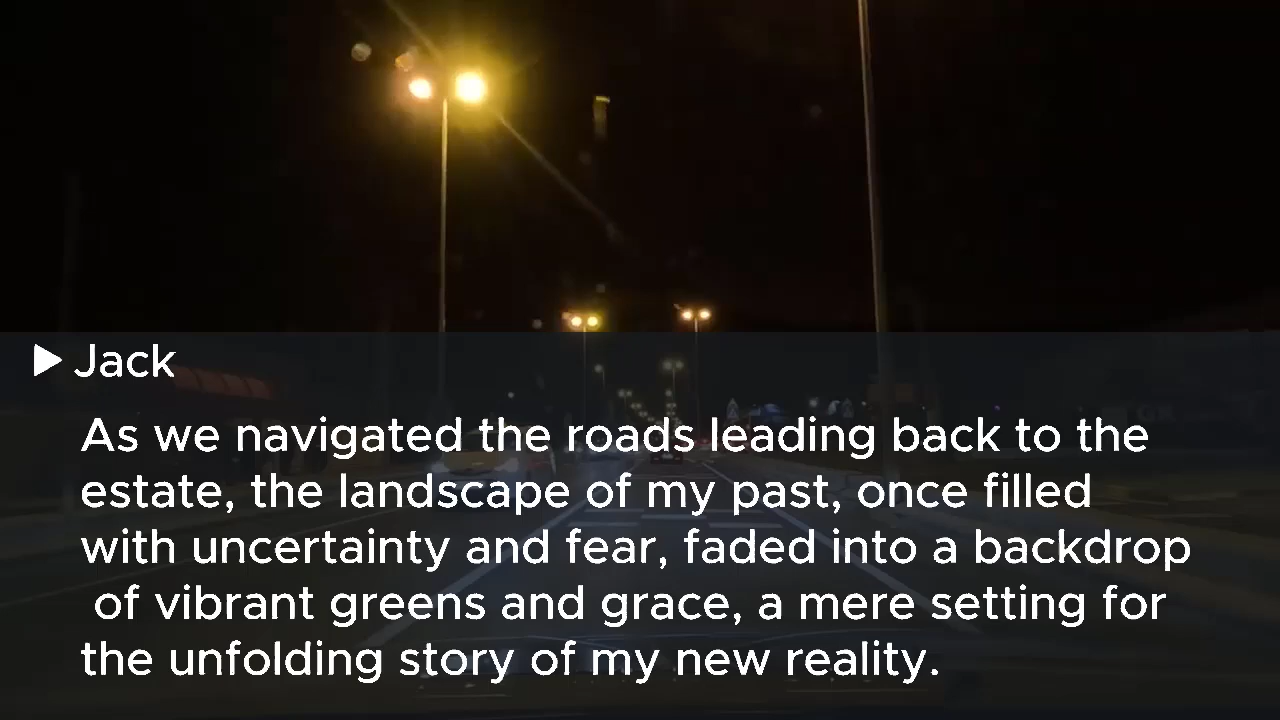 Jack
As we navigated the roads leading back to the
estate, the landscape of my past, once filled
with uncertainty and fear, faded into a backdrop
of vibrant greens and grace, a mere setting for
the unfolding story of my new reality.